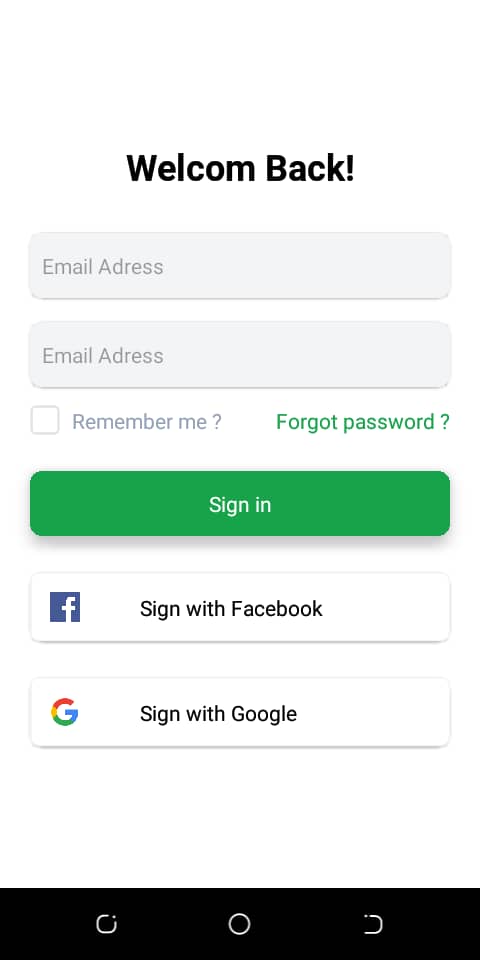 Welcom Back!
Email Adress
Email Adress
Remember me ? Forgot password ?
Sign in
Sign with Facebook
Sign with Google